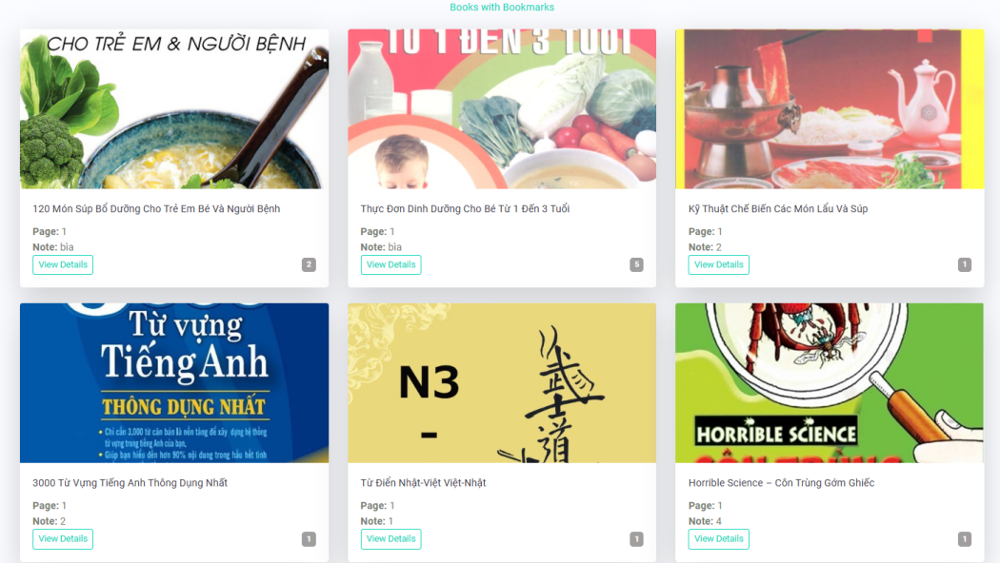 Books with Bookmarks
CHO TRẺ EM & NGƯỜI BỆNH
TỪ 1 ĐẾN 3 TUỔI
120 Món Súp Bổ Dưỡng Cho Trẻ Em Bé Và Người Bệnh
Page: 1
Note: bìa
View Details
2
Thực Đơn Dinh Dưỡng Cho Bé Từ 1 Đến 3 Tuổi
Page: 1
Note: bìa
View Details
5
Kỹ Thuật Chế Biến Các Món Lẩu Và Súp
Page: 1
Note: 2
View Details
1
Từ vựng
Tiếng Anh
THÔNG DỤNG NHẤT
• Chỉ cần 3.000 từ căn bản là nền tảng để xây dựng hệ thống
từ vựng trong tiếng Anh của bạn.
• Giúp bạn hiểu đến hơn 90% nội dung trong hầu hết tình
N3
-
武士道
HORRIBLE SCIENCE
CÔN TRÙNG
3000 Từ Vựng Tiếng Anh Thông Dụng Nhất
Page: 1
Note: 2
View Details
1
Từ Điển Nhật-Việt Việt-Nhật
Page: 1
Note: 1
View Details
1
Horrible Science – Côn Trùng Gớm Ghiếc
Page: 1
Note: 4
View Details
1